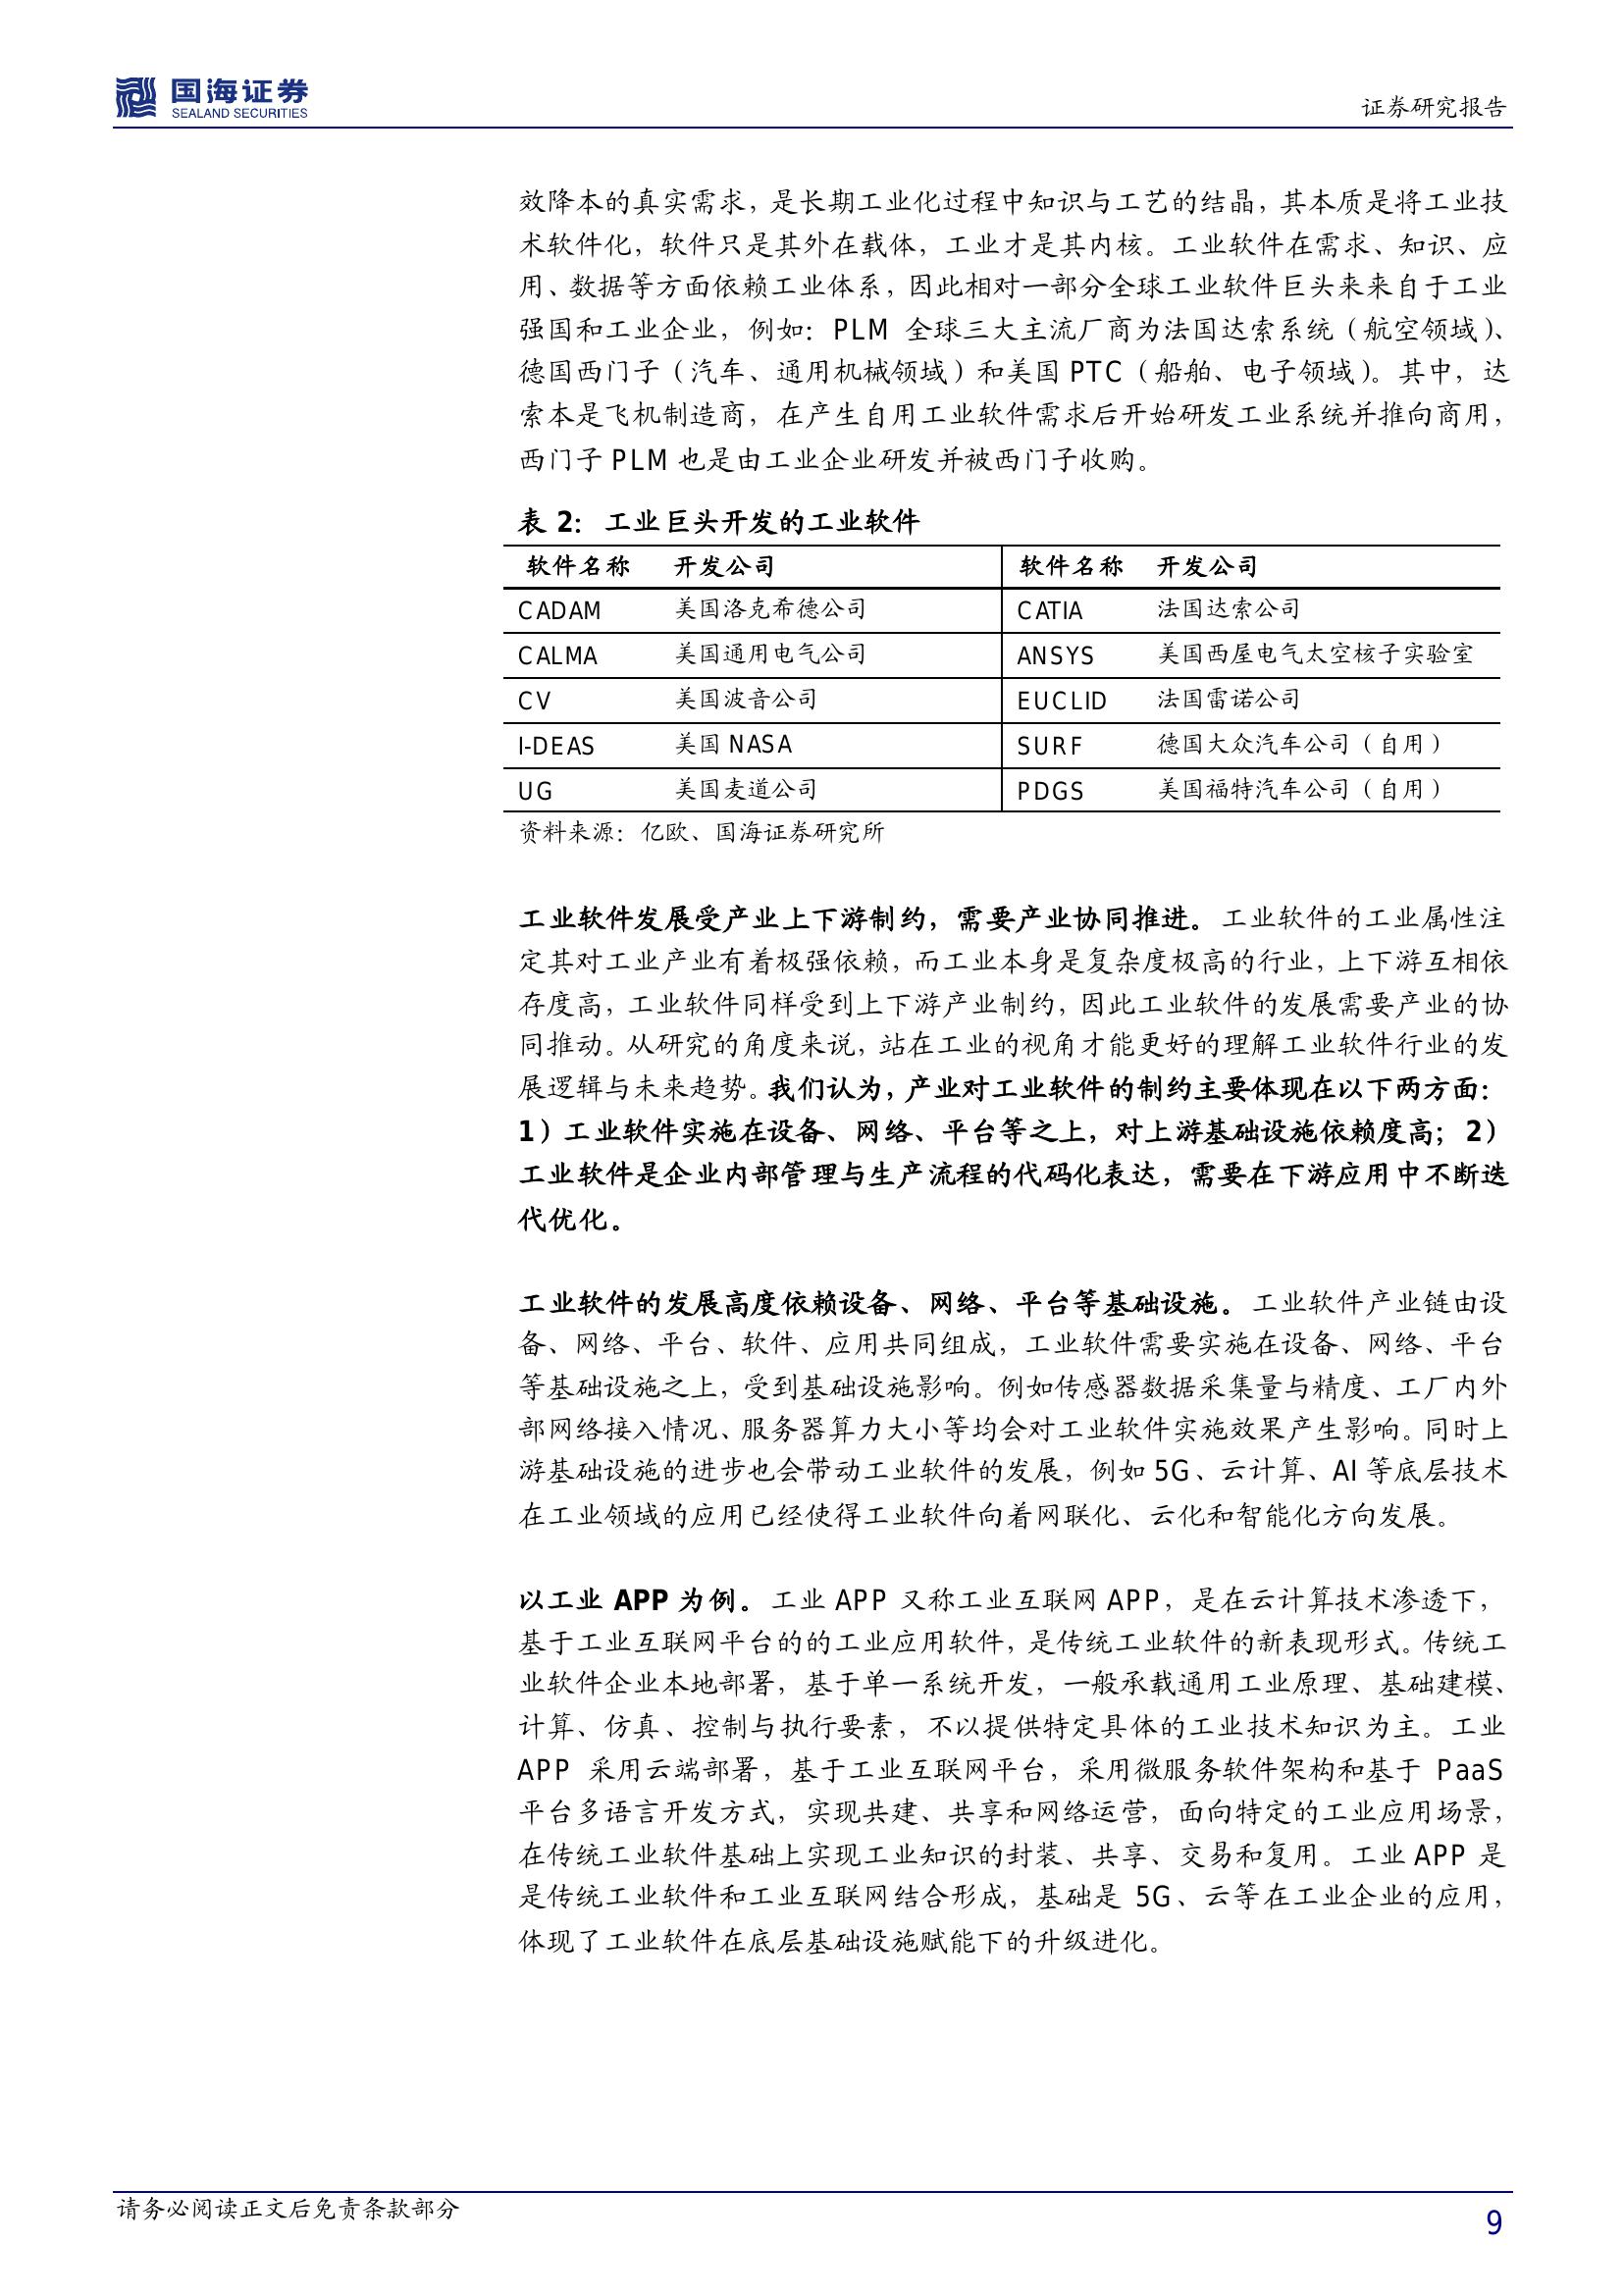 国海证券
SEALAND SECURITIES
证券研究报告
效降本的真实需求，是长期工业化过程中知识与工艺的结晶，其本质是将工业技
术软件化，软件只是其外在载体，工业才是其内核。工业软件在需求、知识、应
用、数据等方面依赖工业体系，因此相对一部分全球工业软件巨头来来自于工业
强国和工业企业，例如：PLM 全球三大主流厂商为法国达索系统（航空领域）、
德国西门子（汽车、通用机械领域）和美国 PTC（船舶、电子领域）。其中，达
索本是飞机制造商，在产生自用工业软件需求后开始研发工业系统并推向商用，
西门子 PLM 也是由工业企业研发并被西门子收购。
表 2：工业巨头开发的工业软件
软件名称 开发公司 软件名称 开发公司
CADAM 美国洛克希德公司 CATIA 法国达索公司
CALMA 美国通用电气公司 ANSYS 美国西屋电气太空核子实验室
CV 美国波音公司 EUCLID 法国雷诺公司
I-DEAS 美国 NASA SURF 德国大众汽车公司（自用）
UG 美国麦道公司 PDGS 美国福特汽车公司（自用）
资料来源：亿欧、国海证券研究所
工业软件发展受产业上下游制约，需要产业协同推进。工业软件的工业属性注
定其对工业产业有着极强依赖，而工业本身是复杂度极高的行业，上下游互相依
存度高，工业软件同样受到上下游产业制约，因此工业软件的发展需要产业的协
同推动。从研究的角度来说，站在工业的视角才能更好的理解工业软件行业的发
展逻辑与未来趋势。我们认为，产业对工业软件的制约主要体现在以下两方面：
1）工业软件实施在设备、网络、平台等之上，对上游基础设施依赖度高；2）
工业软件是企业内部管理与生产流程的代码化表达，需要在下游应用中不断迭
代优化。
工业软件的发展高度依赖设备、网络、平台等基础设施。工业软件产业链由设
备、网络、平台、软件、应用共同组成，工业软件需要实施在设备、网络、平台
等基础设施之上，受到基础设施影响。例如传感器数据采集量与精度、工厂内外
部网络接入情况、服务器算力大小等均会对工业软件实施效果产生影响。同时上
游基础设施的进步也会带动工业软件的发展，例如 5G、云计算、AI 等底层技术
在工业领域的应用已经使得工业软件向着网联化、云化和智能化方向发展。
以工业 APP 为例。工业 APP 又称工业互联网 APP，是在云计算技术渗透下，
基于工业互联网平台的的工业应用软件，是传统工业软件的新表现形式。传统工
业软件企业本地部署，基于单一系统开发，一般承载通用工业原理、基础建模、
计算、仿真、控制与执行要素，不以提供特定具体的工业技术知识为主。工业
APP 采用云端部署，基于工业互联网平台，采用微服务软件架构和基于 PaaS
平台多语言开发方式，实现共建、共享和网络运营，面向特定的工业应用场景，
在传统工业软件基础上实现工业知识的封装、共享、交易和复用。工业 APP 是
是传统工业软件和工业互联网结合形成，基础是 5G、云等在工业企业的应用，
体现了工业软件在底层基础设施赋能下的升级进化。
请务必阅读正文后免责条款部分
9